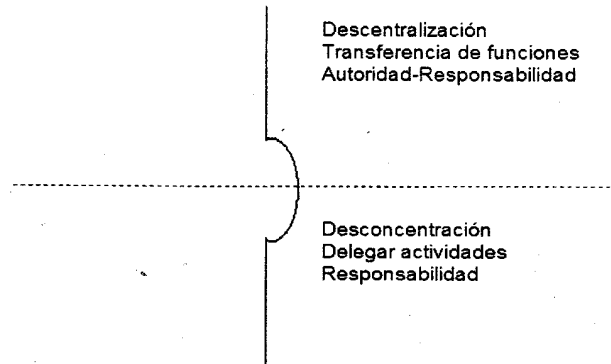 Descentralización
Transferencia de funciones
Autoridad-Responsabilidad
Desconcentración
Delegar actividades
Responsabilidad